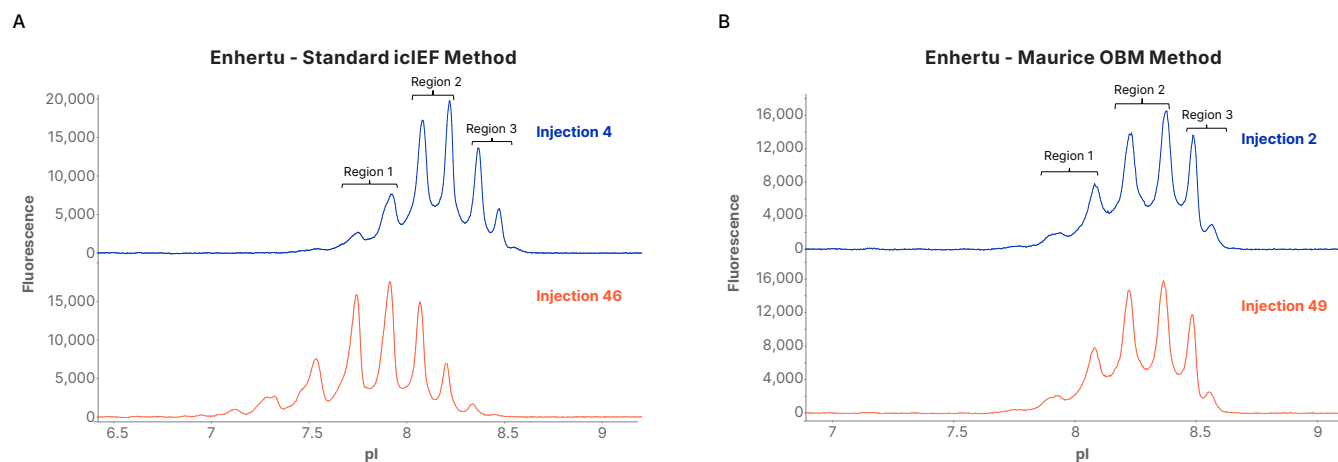 A
Enhertu - Standard icIEF Method
Fluorescence
20,000
15,000
10,000
5,000
0
Region 1
Region 2
Region 3
Injection 4
15,000
10,000
5,000
0
Injection 46
6.5 7 7.5 8 8.5 9
pI
B
Enhertu - Maurice OBM Method
Fluorescence
16,000
12,000
8,000
4,000
0
Region 1
Region 2
Region 3
Injection 2
16,000
12,000
8,000
4,000
0
Injection 49
7 7.5 8 8.5 9
pI